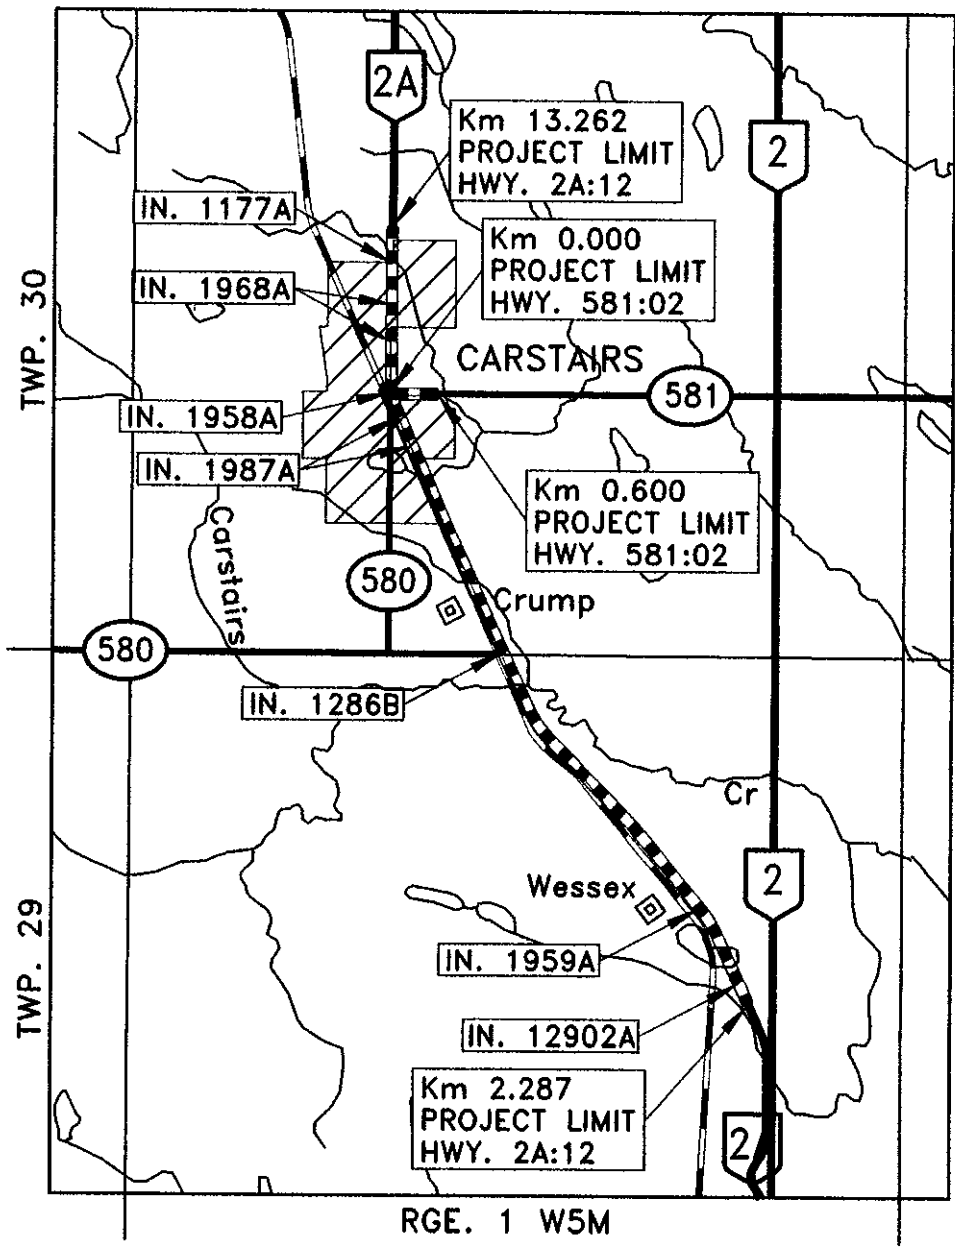 2A
Km 13.262
PROJECT LIMIT
HWY. 2A:12
2
IN. 1177A
Km 0.000
PROJECT LIMIT
HWY. 581:02
IN. 1968A
TWP. 30
CARSTAIRS
581
IN. 1958A
IN. 1987A
Km 0.600
PROJECT LIMIT
HWY. 581:02
Carstairs
580
Crump
580
IN. 1286B
Cr
Wessex
2
TWP. 29
IN. 1959A
IN. 12902A
Km 2.287
PROJECT LIMIT
HWY. 2A:12
2
RGE. 1 W5M